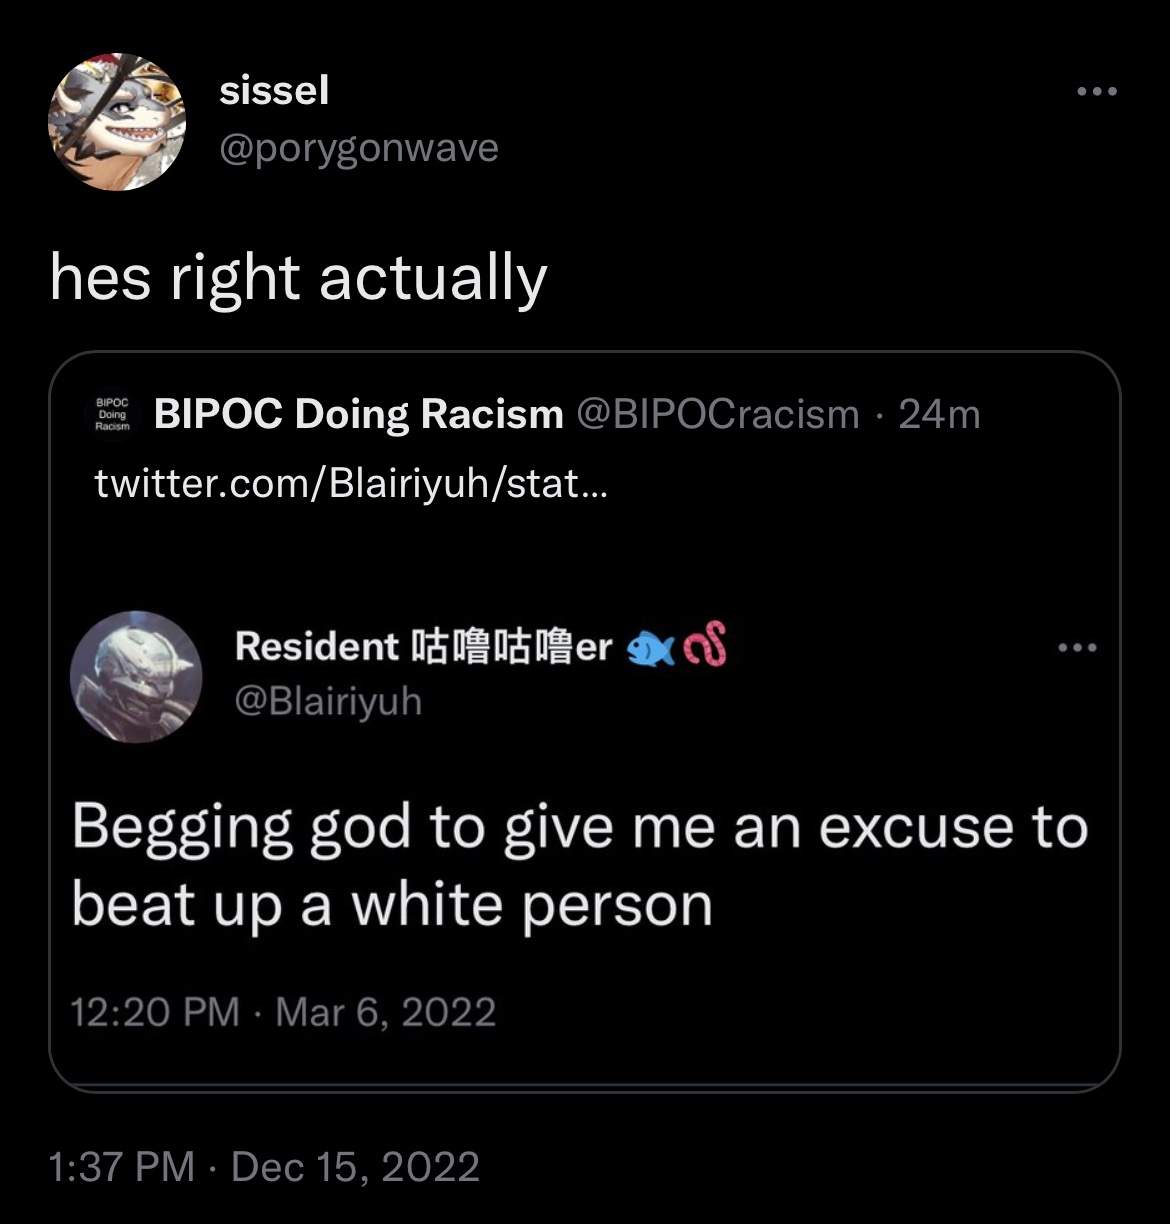 sissel
@porygonwave
hes right actually
BIPOC
Doing
Racism
BIPOC Doing Racism @BIPOCracism · 24m
twitter.com/Blairiyuh/stat...
Resident 咕噜咕噜er 🐟🪱
@Blairiyuh
Begging god to give me an excuse to
beat up a white person
12:20 PM · Mar 6, 2022
1:37 PM · Dec 15, 2022